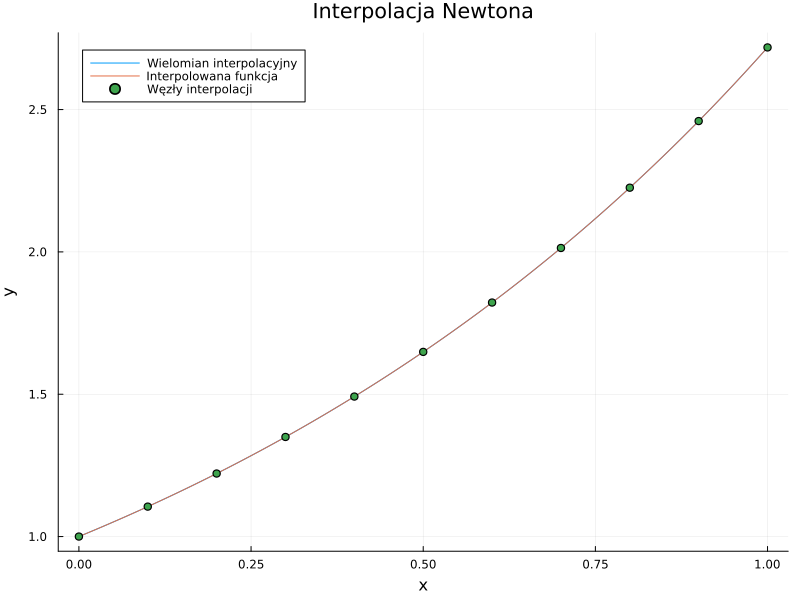 Interpolacja Newtona
Wielomian interpolacyjny
Interpolowana funkcja
Węzły interpolacji
2.5
2.0
1.5
1.0
y
0.00 0.25 0.50 0.75 1.00
x